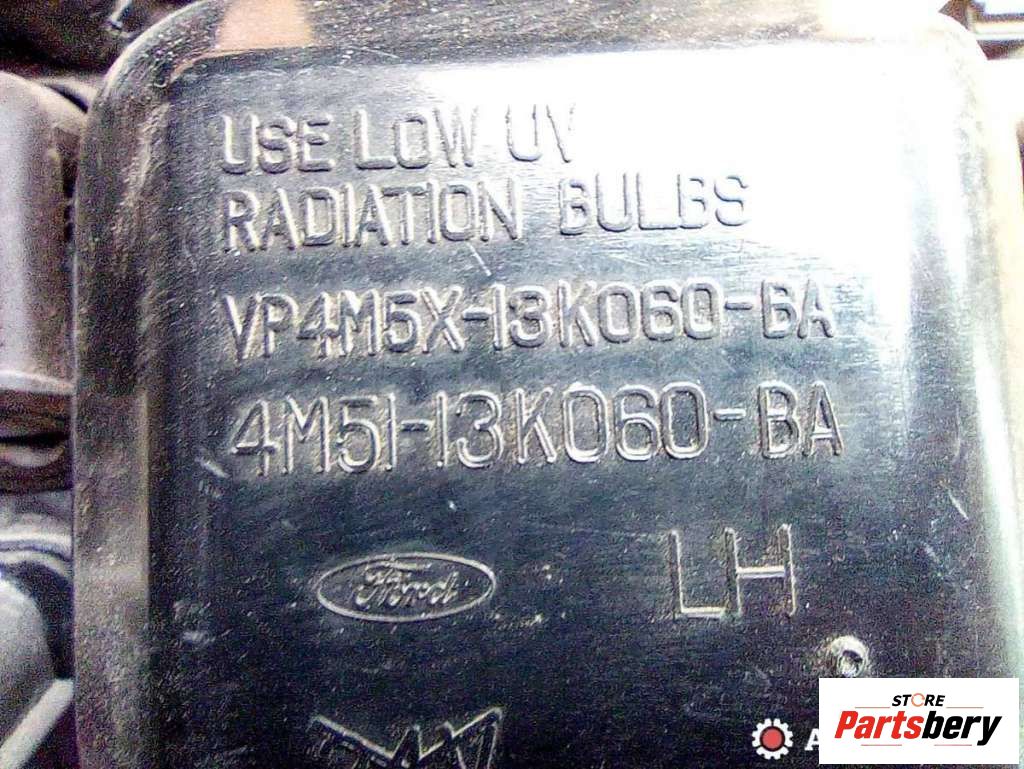 USE LOW UV
RADIATION BULBS
VP4M5X-13K060-BA
4M51-13K060-BA
Ford
LH
STORE
Partsbery